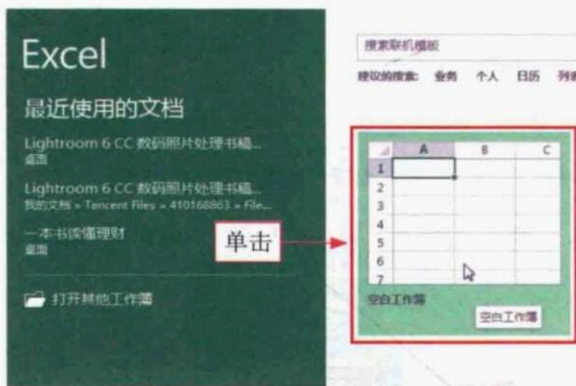 Excel
最近使用的文档
Lightroom 6 CC 数码照片处理书稿...
桌面
Lightroom 6 CC 数码照片处理书稿...
我的文档 » Tencent Files » 410168863 » File...
一本书读懂理财
桌面
打开其他工作簿
单击
搜索联机模板
建议的搜索: 业务 个人 日历 列表
A B C
1
2
3
4
5
6
7
空白工作簿
空白工作簿